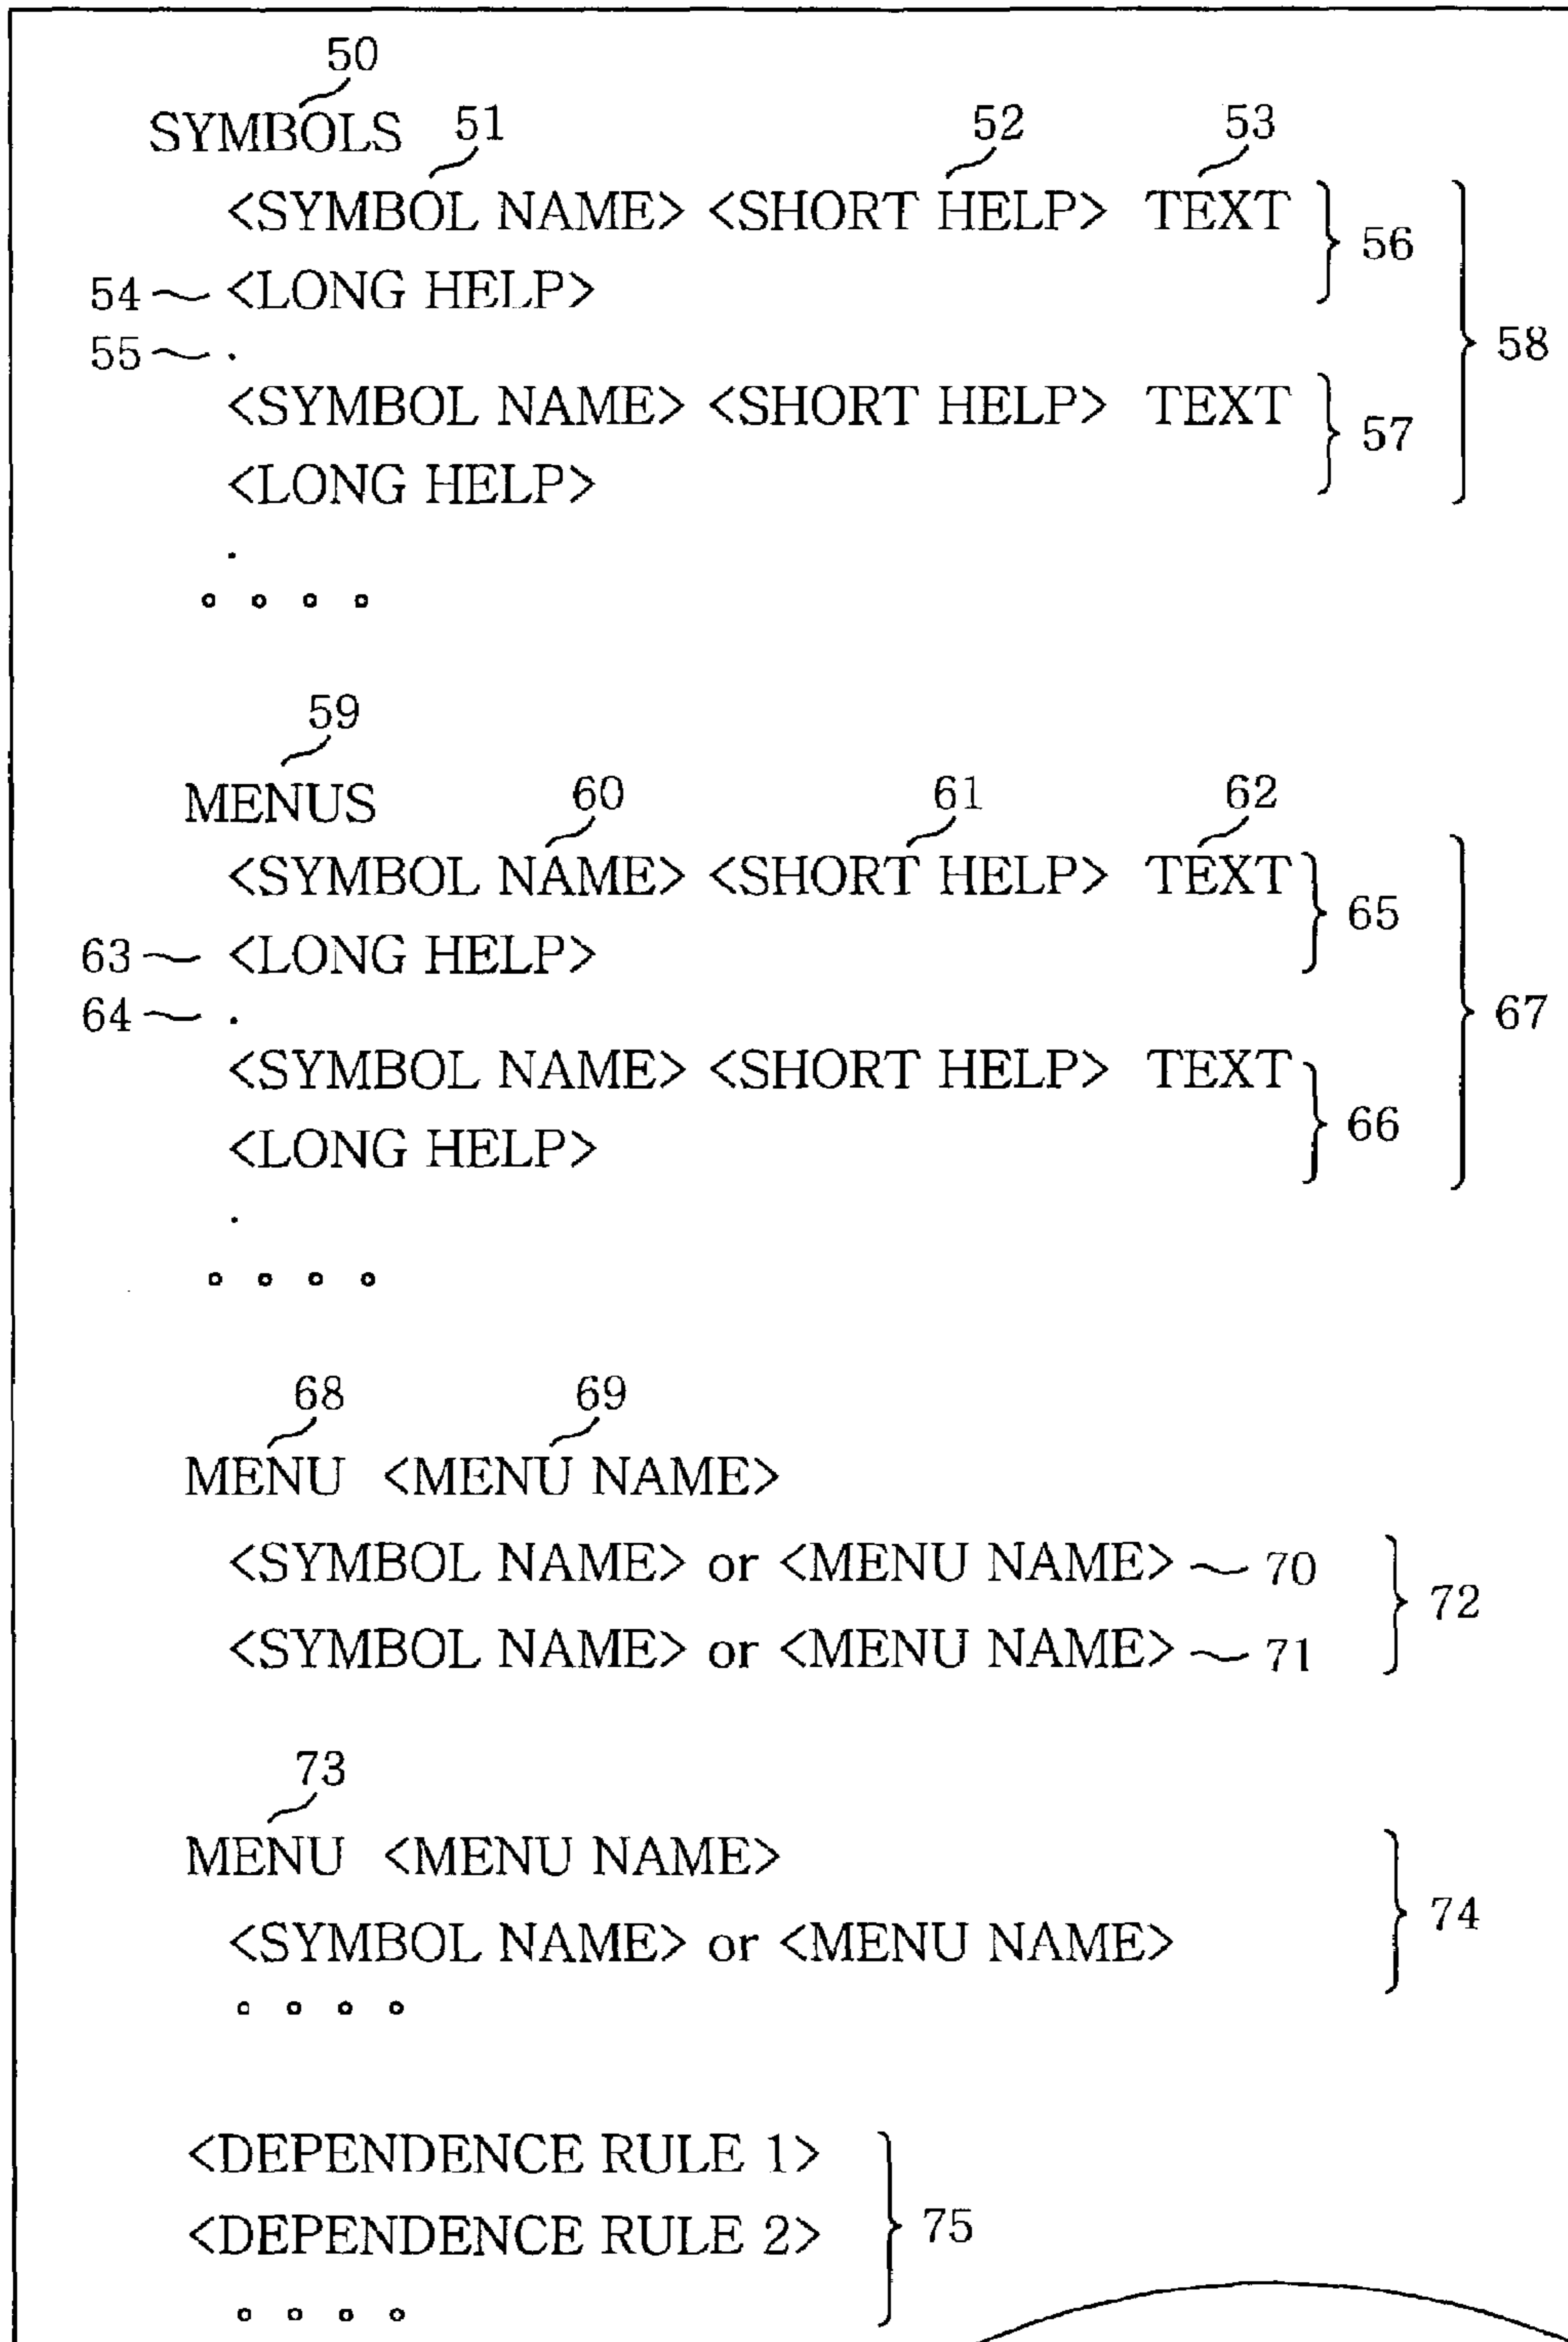 50
SYMBOLS 51 52 53
<SYMBOL NAME> <SHORT HELP> TEXT
56
54 <LONG HELP>
55 .
58
<SYMBOL NAME> <SHORT HELP> TEXT
57
<LONG HELP>
.
∘ ∘ ∘ ∘
59
MENUS 60 61 62
<SYMBOL NAME> <SHORT HELP> TEXT
65
63 <LONG HELP>
64 .
67
<SYMBOL NAME> <SHORT HELP> TEXT
66
<LONG HELP>
.
∘ ∘ ∘ ∘
68 69
MENU <MENU NAME>
<SYMBOL NAME> or <MENU NAME> 70
72
<SYMBOL NAME> or <MENU NAME> 71
73
MENU <MENU NAME>
74
<SYMBOL NAME> or <MENU NAME>
∘ ∘ ∘ ∘
<DEPENDENCE RULE 1>
75
<DEPENDENCE RULE 2>
∘ ∘ ∘ ∘